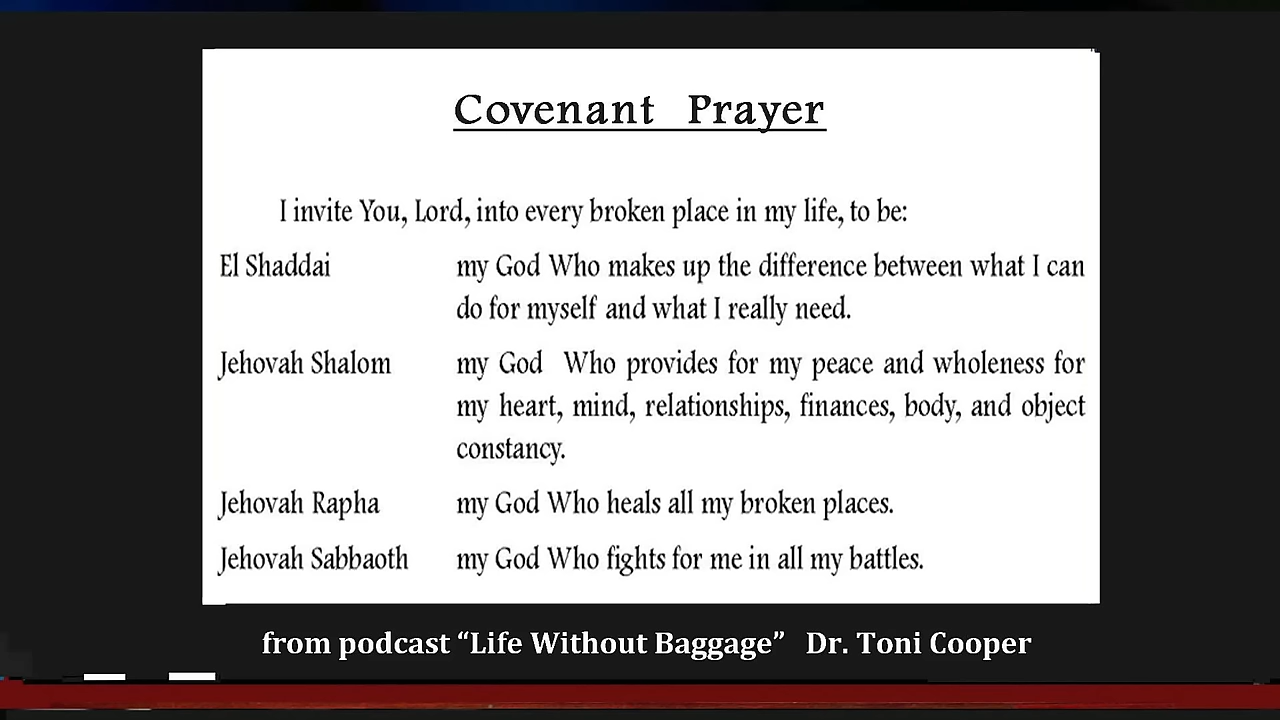 Covenant Prayer
I invite You, Lord, into every broken place in my life, to be:
El Shaddai my God Who makes up the difference between what I can
do for myself and what I really need.
Jehovah Shalom my God Who provides for my peace and wholeness for
my heart, mind, relationships, finances, body, and object
constancy.
Jehovah Rapha my God Who heals all my broken places.
Jehovah Sabbaoth my God Who fights for me in all my battles.
from podcast “Life Without Baggage” Dr. Toni Cooper